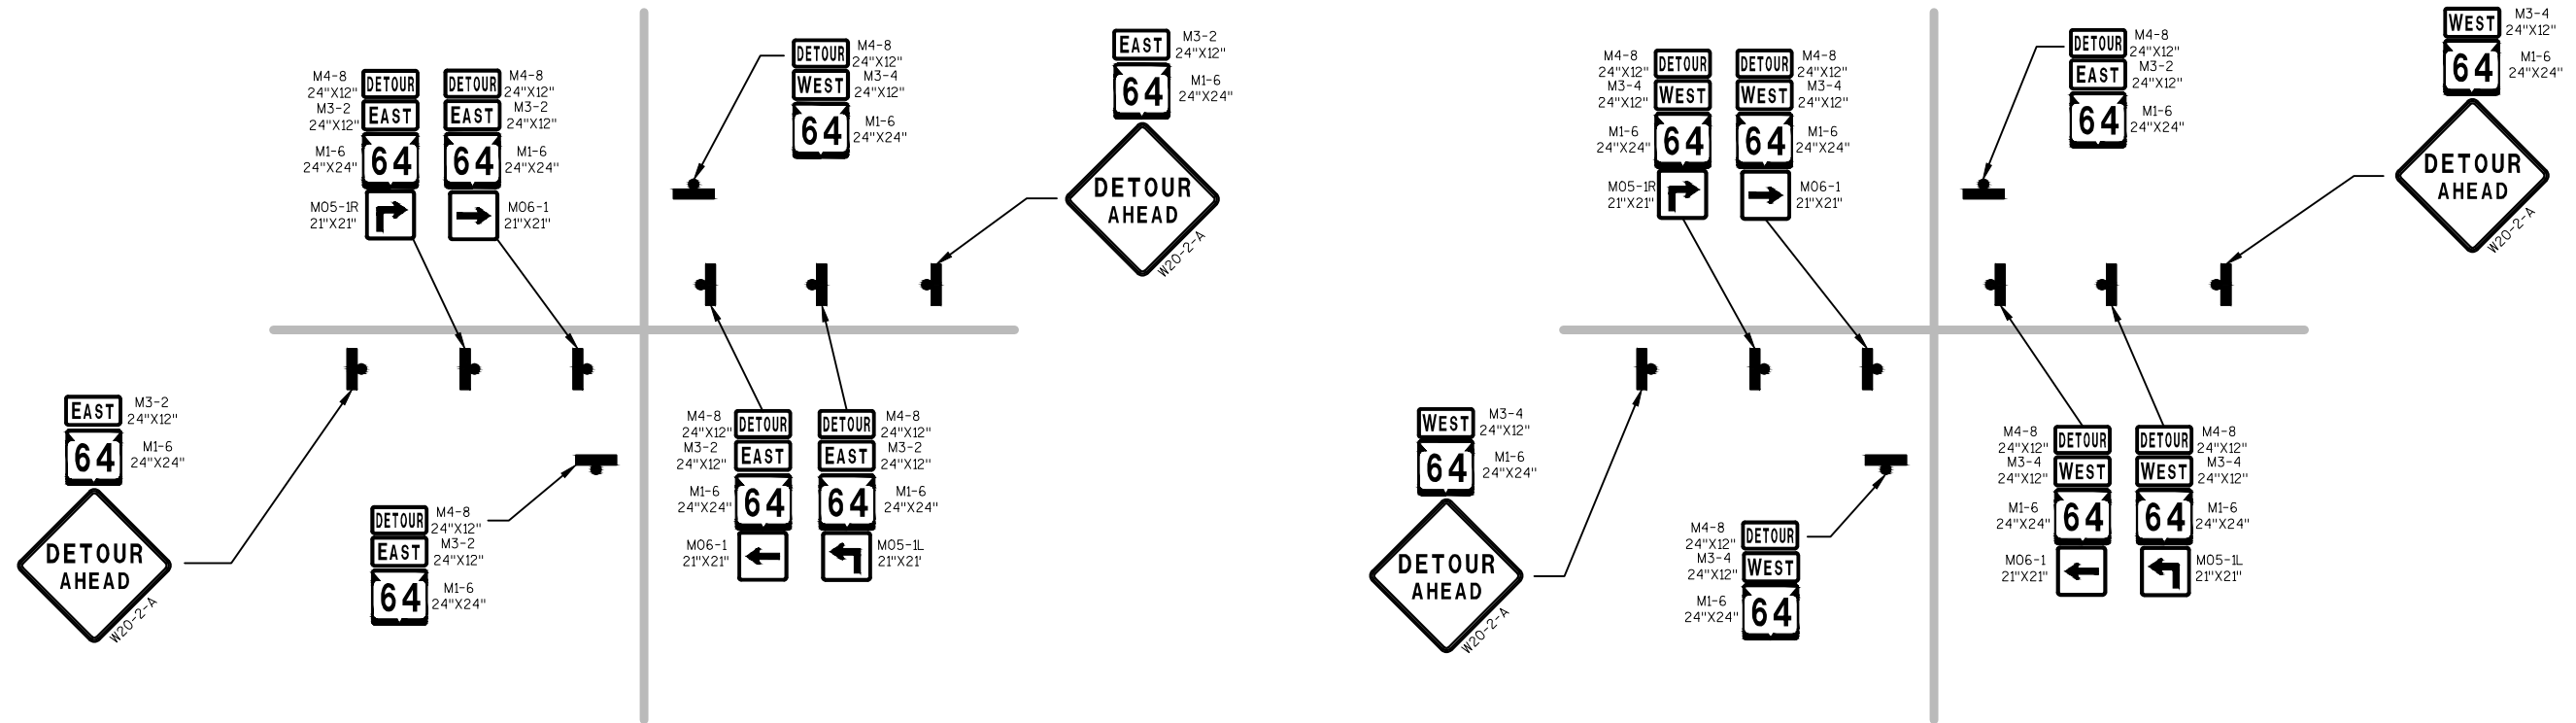 M4-8
24"X12"
M3-2
24"X12"
M1-6
24"X24"
M05-1R
21"X21"
DETOUR
EAST
64
DETOUR
EAST
64
M4-8
24"X12"
M3-2
24"X12"
M1-6
24"X24"
M06-1
21"X21"
DETOUR
WEST
64
M4-8
24"X12"
M3-4
24"X12"
M1-6
24"X24"
EAST
64
M3-2
24"X12"
M1-6
24"X24"
DETOUR
AHEAD
W20-2-A
EAST
64
M3-2
24"X12"
M1-6
24"X24"
DETOUR
AHEAD
W20-2-A
DETOUR
EAST
64
M4-8
24"X12"
M3-2
24"X12"
M1-6
24"X24"
M4-8
24"X12"
M3-2
24"X12"
M1-6
24"X24"
M06-1
21"X21"
DETOUR
EAST
64
DETOUR
EAST
64
M4-8
24"X12"
M3-2
24"X12"
M1-6
24"X24"
M05-1L
21"X21'
M4-8
24"X12"
M3-4
24"X12"
M1-6
24"X24"
M05-1R
21"X21"
DETOUR
WEST
64
DETOUR
WEST
64
M4-8
24"X12"
M3-4
24"X12"
M1-6
24"X24"
M06-1
21"X21"
DETOUR
EAST
64
M4-8
24"X12"
M3-2
24"X12"
M1-6
24"X24"
WEST
64
M3-4
24"X12"
M1-6
24"X24"
DETOUR
AHEAD
W20-2-A
WEST
64
M3-4
24"X12"
M1-6
24"X24"
DETOUR
AHEAD
W20-2-A
M4-8
24"X12"
M3-4
24"X12"
M1-6
24"X24"
DETOUR
WEST
64
M4-8
24"X12"
M3-4
24"X12"
M1-6
24"X24"
M06-1
21"X21"
DETOUR
WEST
64
DETOUR
WEST
64
M4-8
24"X12"
M3-4
24"X12"
M1-6
24"X24"
M05-1L
21"X21"